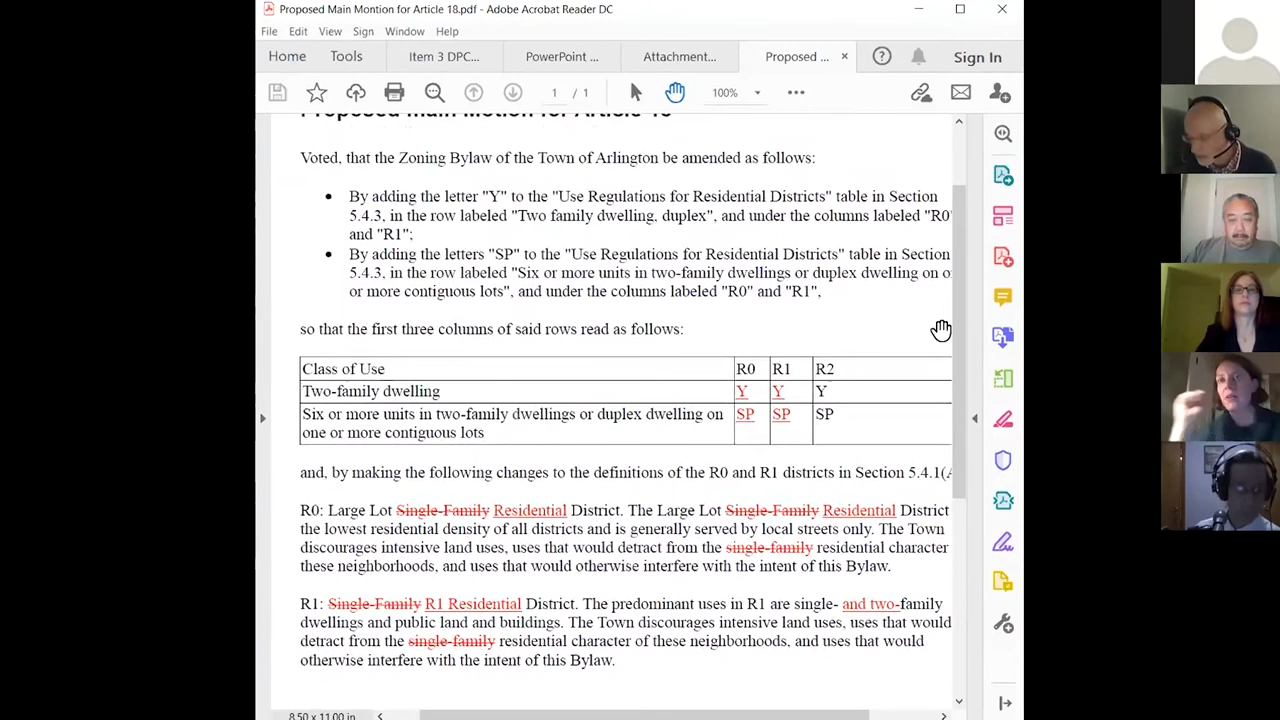 Proposed Main Montion for Article 18.pdf - Adobe Acrobat Reader DC
File Edit View Sign Window Help
Home Tools Item 3 DPC... PowerPoint ... Attachment... Proposed ... × Sign In
1 / 1 100%
Proposed Main Motion for Article 18
Voted, that the Zoning Bylaw of the Town of Arlington be amended as follows:
• By adding the letter "Y" to the "Use Regulations for Residential Districts" table in Section
5.4.3, in the row labeled "Two family dwelling, duplex", and under the columns labeled "R0"
and "R1";
• By adding the letters "SP" to the "Use Regulations for Residential Districts" table in Section
5.4.3, in the row labeled "Six or more units in two-family dwellings or duplex dwelling on o
or more contiguous lots", and under the columns labeled "R0" and "R1",
so that the first three columns of said rows read as follows:
Class of Use R0 R1 R2
Two-family dwelling Y Y Y
Six or more units in two-family dwellings or duplex dwelling on SP SP SP
one or more contiguous lots
and, by making the following changes to the definitions of the R0 and R1 districts in Section 5.4.1(A
R0: Large Lot Single-Family Residential District. The Large Lot Single-Family Residential District
the lowest residential density of all districts and is generally served by local streets only. The Town
discourages intensive land uses, uses that would detract from the single-family residential character
these neighborhoods, and uses that would otherwise interfere with the intent of this Bylaw.
R1: Single-Family R1 Residential District. The predominant uses in R1 are single- and two-family
dwellings and public land and buildings. The Town discourages intensive land uses, uses that would
detract from the single-family residential character of these neighborhoods, and uses that would
otherwise interfere with the intent of this Bylaw.
8.50 x 11.00 in